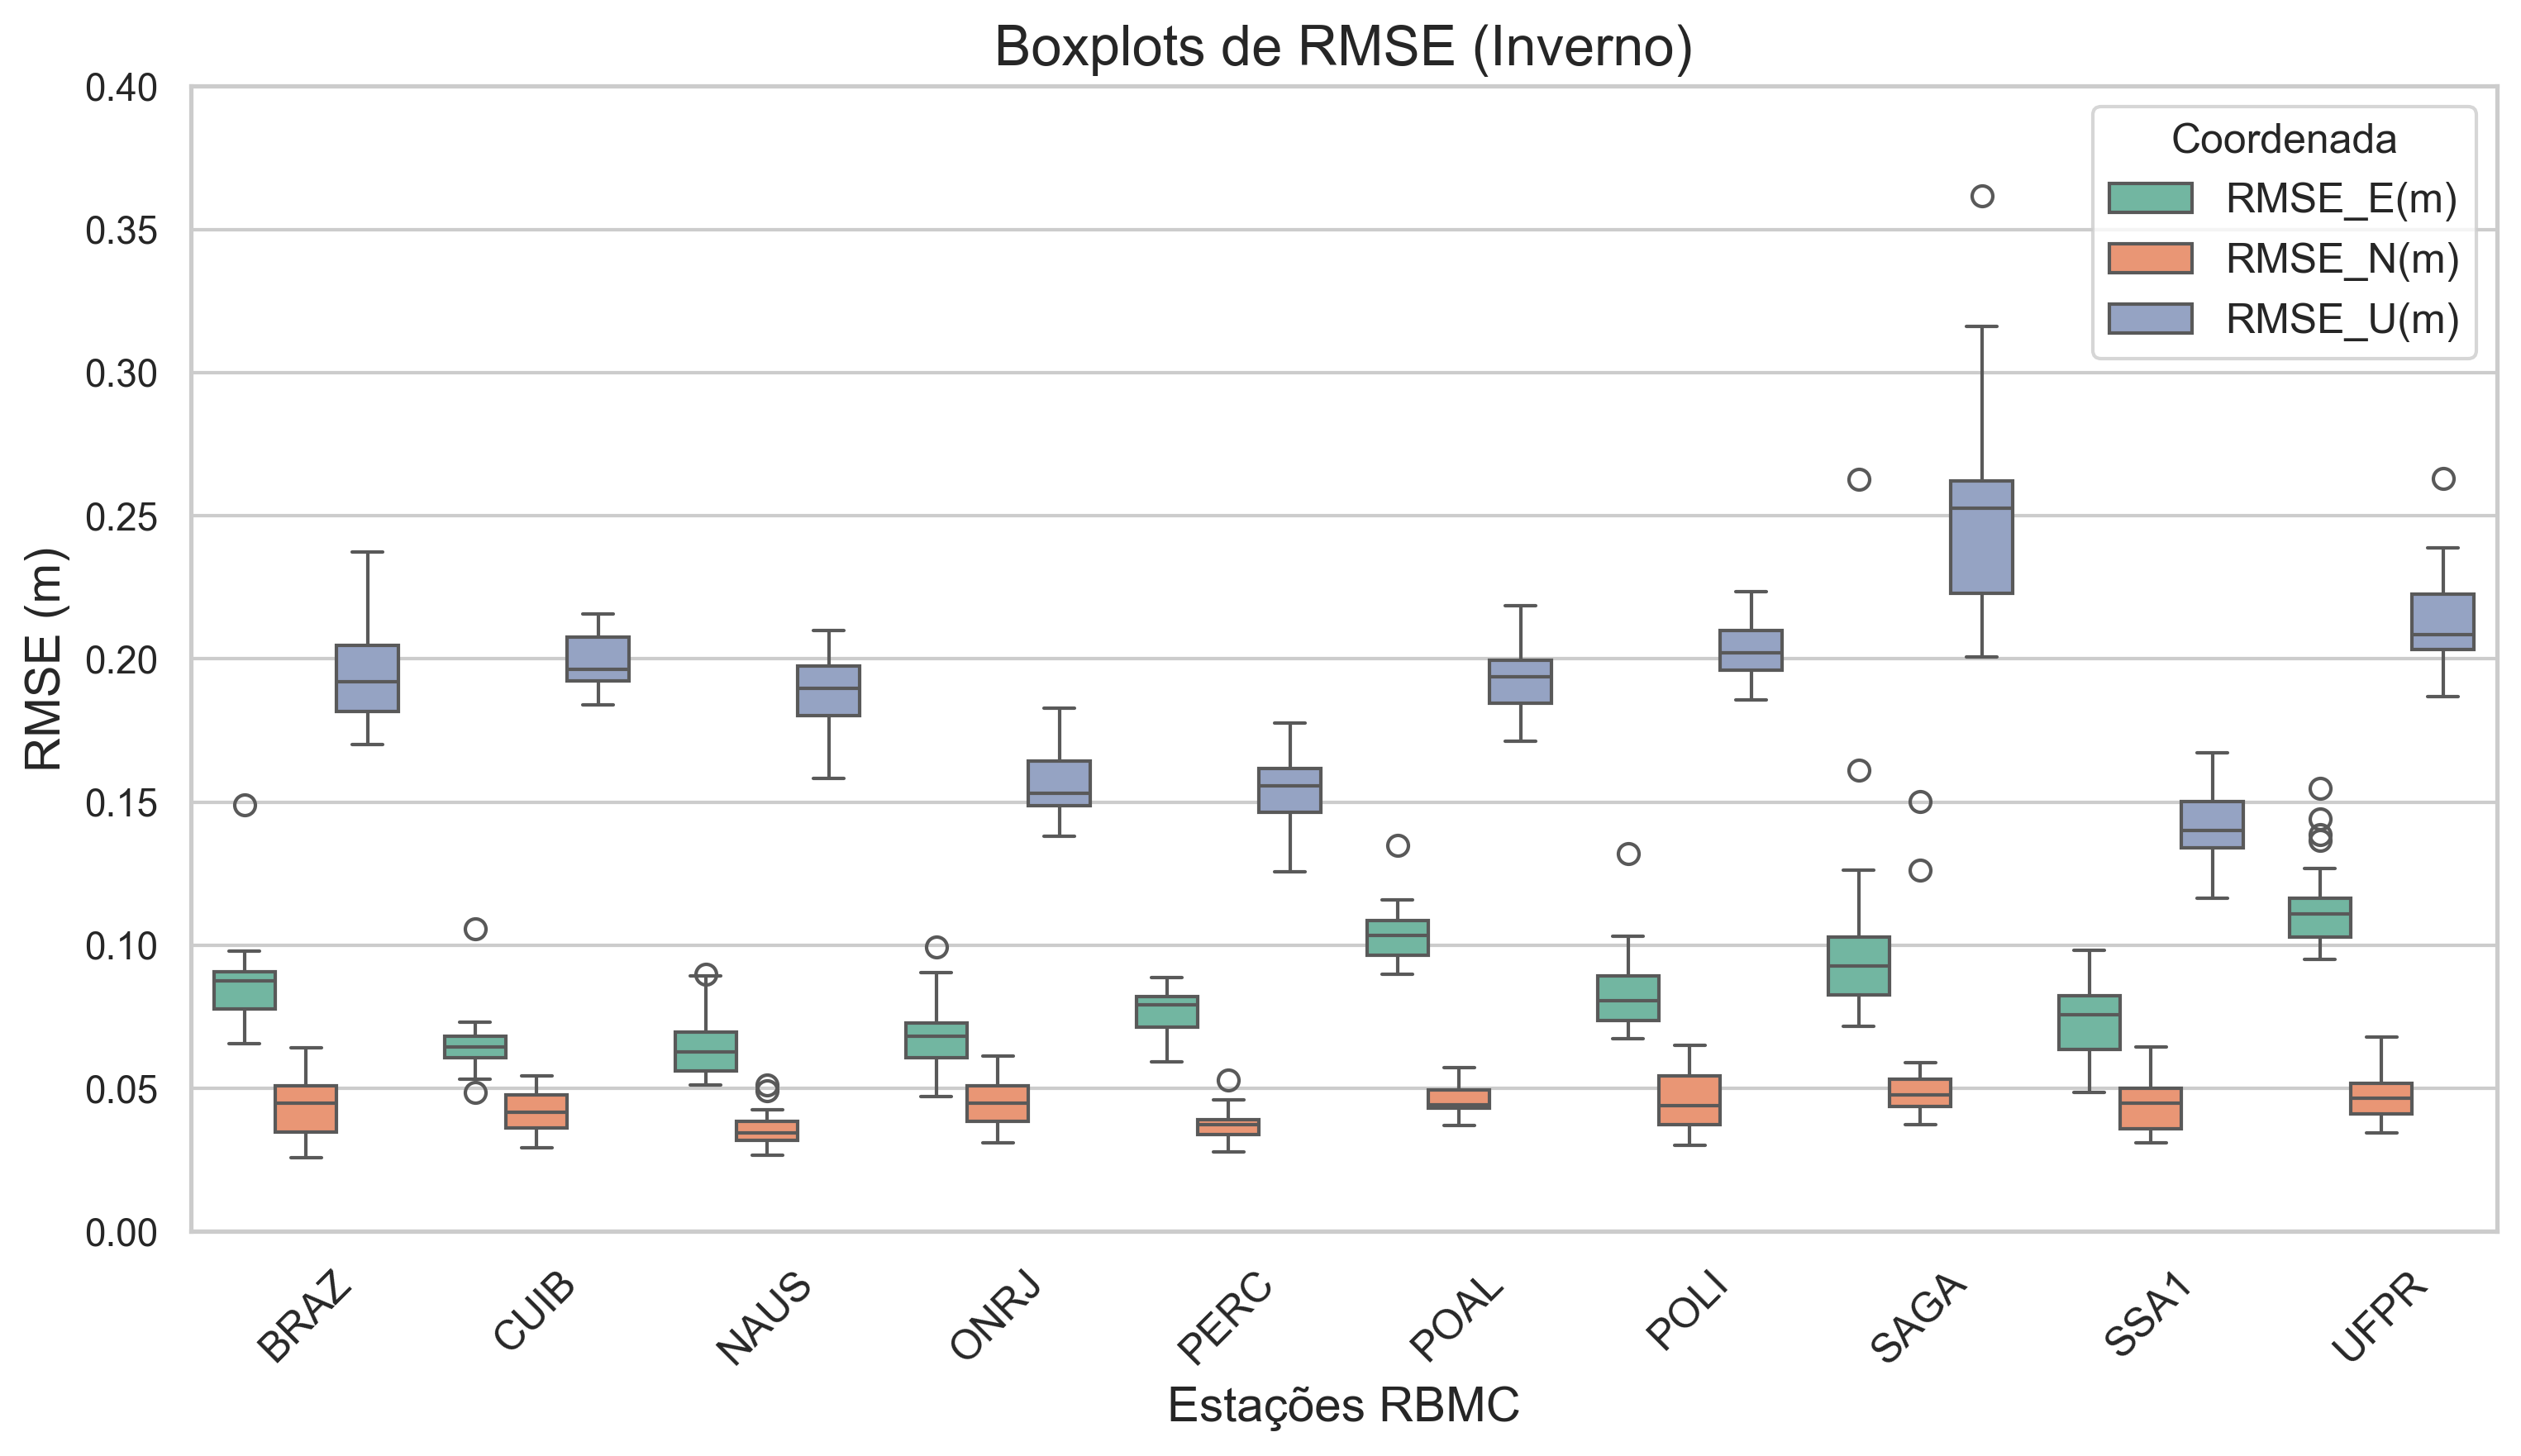 Boxplots de RMSE (Inverno)
0.40
0.35
0.30
0.25
0.20
0.15
0.10
0.05
0.00
RMSE (m)
Coordenada
RMSE_E(m)
RMSE_N(m)
RMSE_U(m)
BRAZ
CUIB
NAUS
ONRJ
PERC
POAL
POLI
SAGA
SSA1
UFPR
Estações RBMC